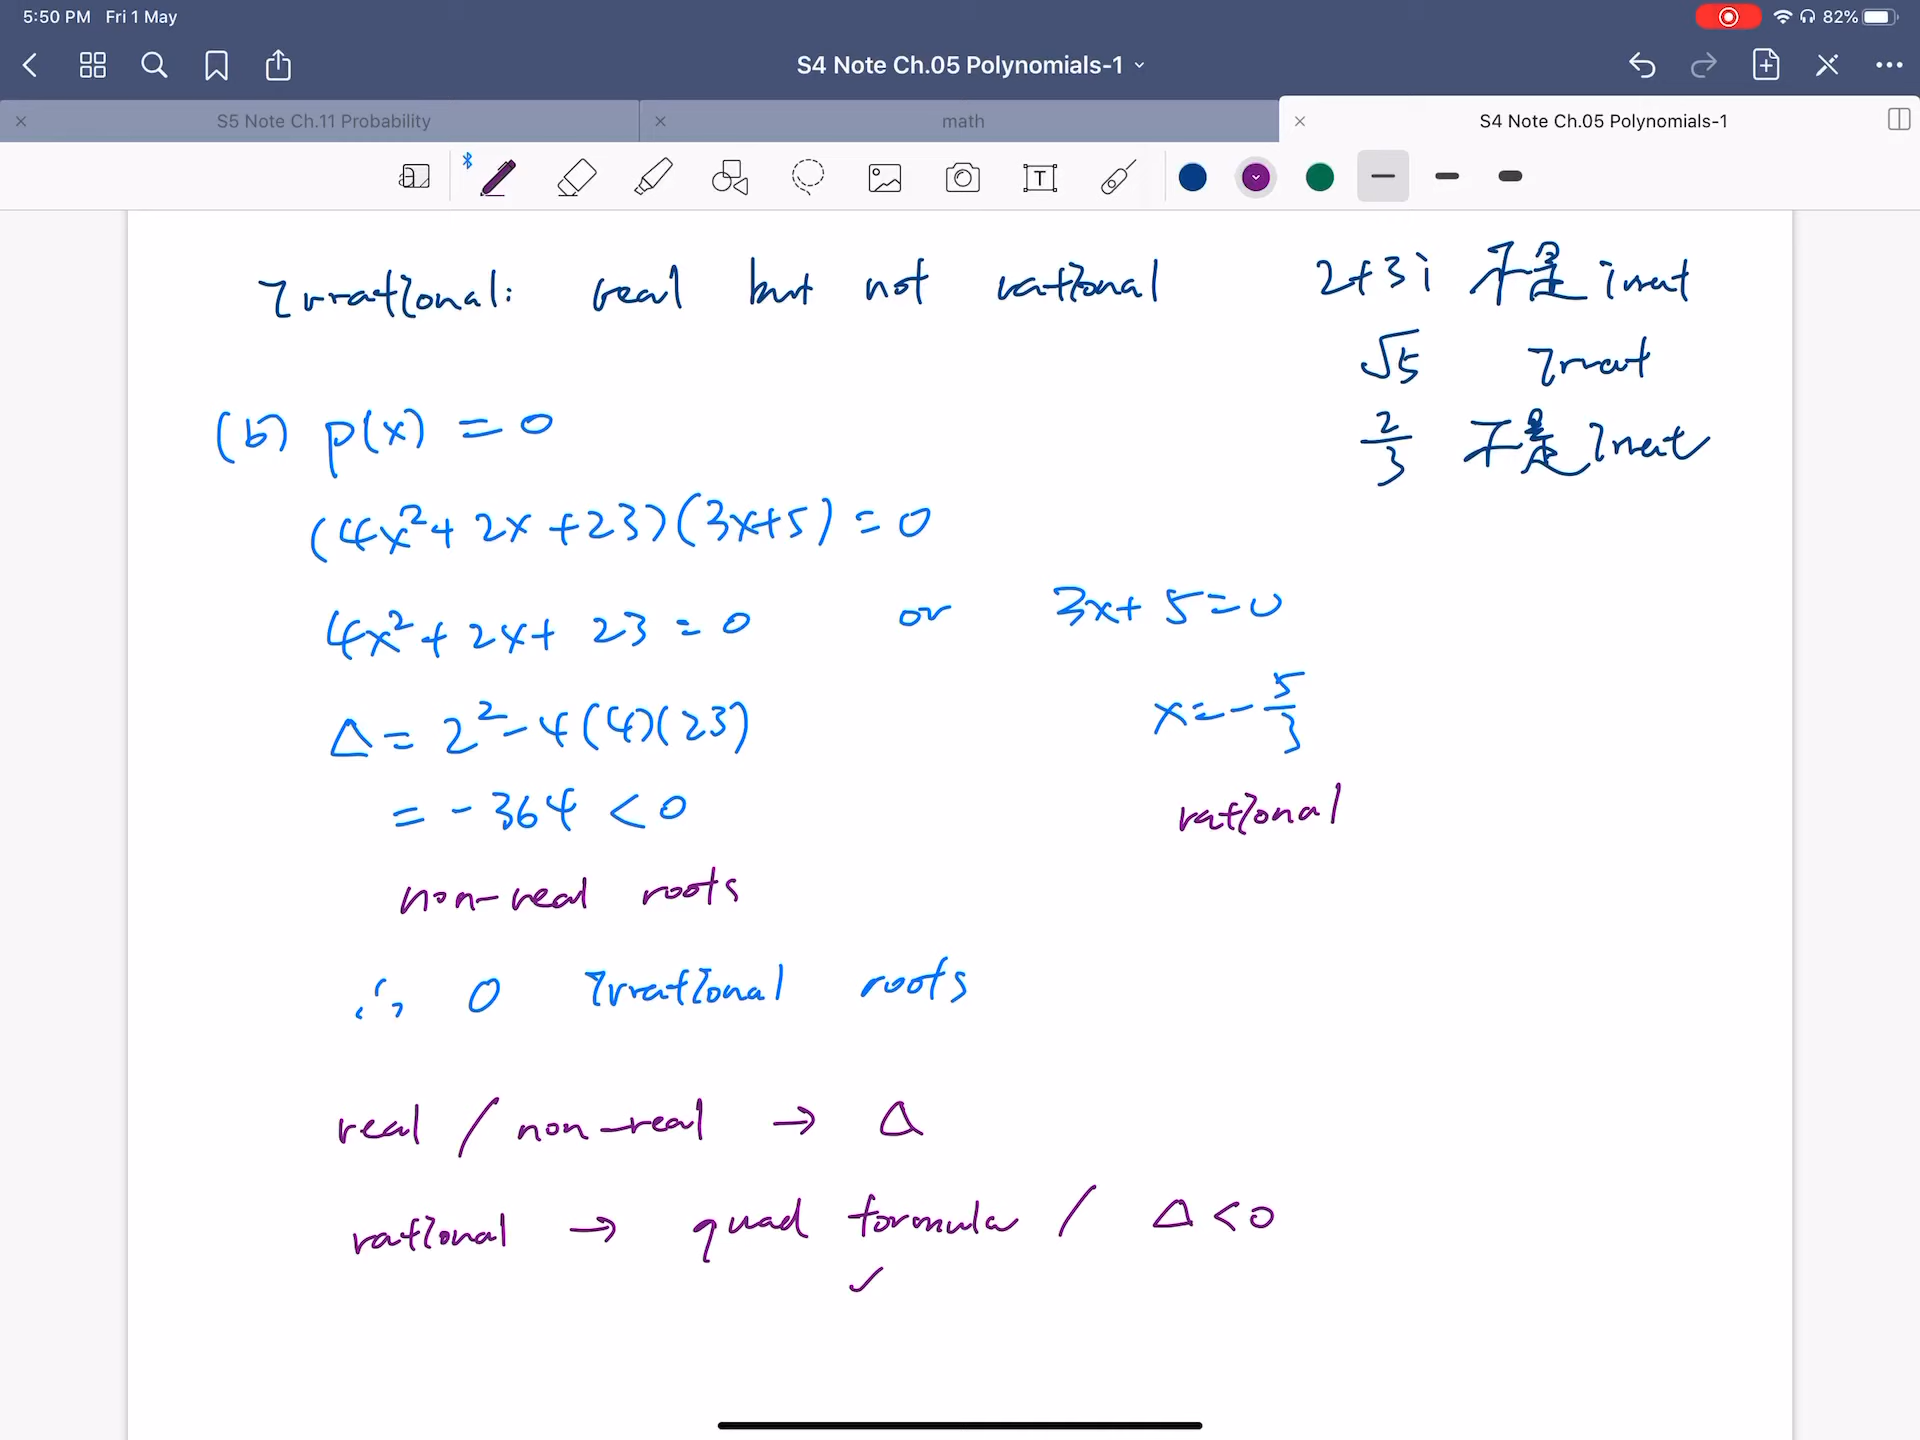 5:50 PM Fri 1 May 82%
S4 Note Ch.05 Polynomials-1
S5 Note Ch.11 Probability
math
S4 Note Ch.05 Polynomials-1
Irrational: real but not rational
2+3i 不是 irrat
√5 Irrat
2/3 不是 Irrat
(b) p(x) = 0
(4x²+2x+23)(3x+5) = 0
4x²+2x+23 = 0 or 3x+5=0
Δ = 2²-4(4)(23) x=-5/3
= -364 < 0 rational
non-real roots
∴ 0 irrational roots
real / non-real → Δ
rational → quad formula / Δ<0
✓